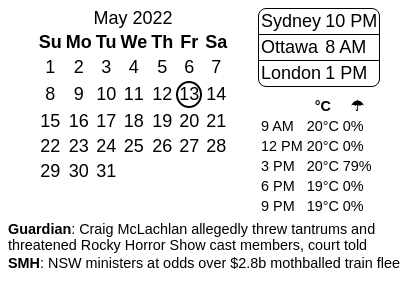 May 2022
Su Mo Tu We Th Fr Sa
1 2 3 4 5 6 7
8 9 10 11 12 13 14
15 16 17 18 19 20 21
22 23 24 25 26 27 28
29 30 31
Sydney 10 PM
Ottawa 8 AM
London 1 PM
°C ☂
9 AM 20°C 0%
12 PM 20°C 0%
3 PM 20°C 79%
6 PM 19°C 0%
9 PM 19°C 0%
Guardian: Craig McLachlan allegedly threw tantrums and
threatened Rocky Horror Show cast members, court told
SMH: NSW ministers at odds over $2.8b mothballed train flee